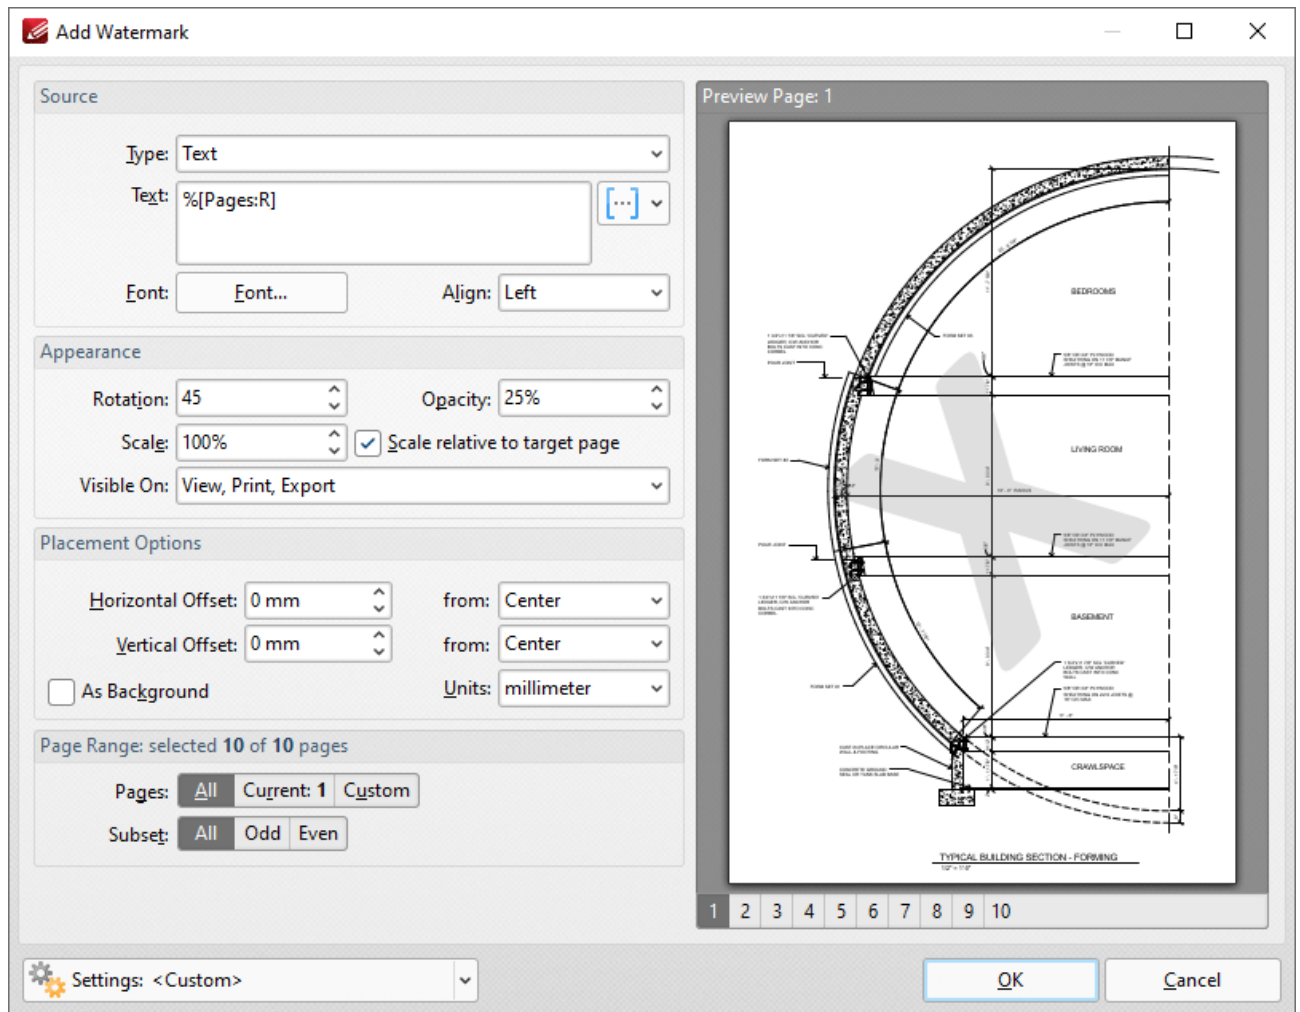 Add Watermark
Source
Type: Text
Text: %[Pages:R]
Font: Font... Align: Left
Appearance
Rotation: 45 Opacity: 25%
Scale: 100% Scale relative to target page
Visible On: View, Print, Export
Placement Options
Horizontal Offset: 0 mm from: Center
Vertical Offset: 0 mm from: Center
As Background Units: millimeter
Page Range: selected 10 of 10 pages
Pages: All Current: 1 Custom
Subset: All Odd Even
Preview Page: 1
BEDROOMS
LIVING ROOM
BASEMENT
CRAWLSPACE
TYPICAL BUILDING SECTION - FORMING
X
1 2 3 4 5 6 7 8 9 10
Settings: <Custom>
OK Cancel